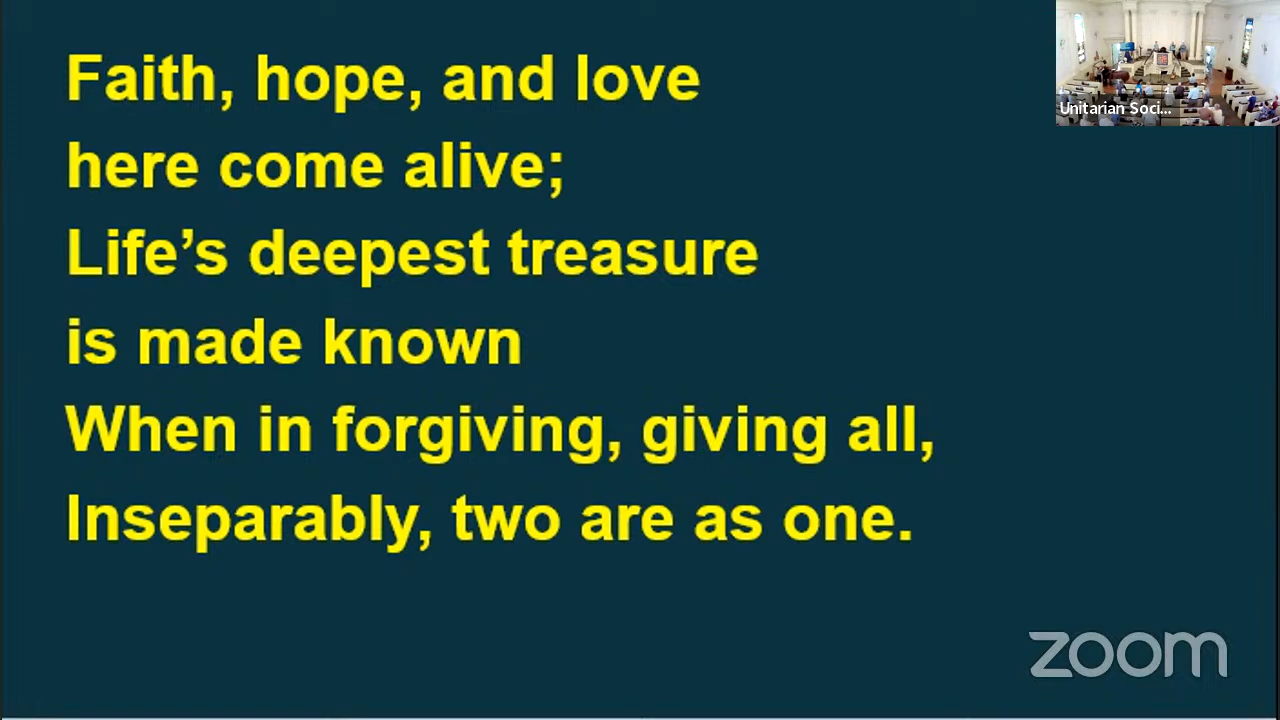 Faith, hope, and love
here come alive;
Life’s deepest treasure
is made known
When in forgiving, giving all,
Inseparably, two are as one.
Unitarian Soci...
zoom